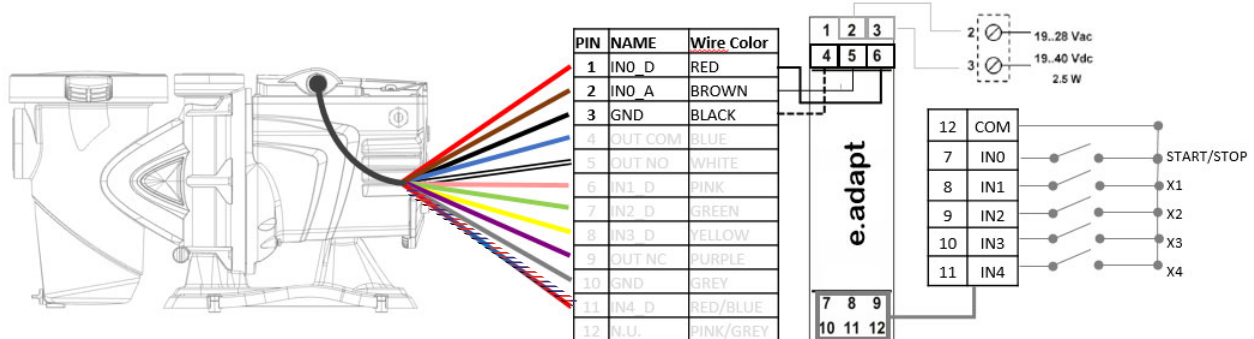 PIN NAME Wire Color
1 IN0_D RED
2 IN0_A BROWN
3 GND BLACK
4 OUT COM BLUE
5 OUT NO WHITE
6 IN1_D PINK
7 IN2_D GREEN
8 IN3_D YELLOW
9 OUT NC PURPLE
10 GND GREY
11 IN4_D RED/BLUE
12 N.U. PINK/GREY
1 2 3
4 5 6
e.adapt
7 8 9
10 11 12
2 19..28 Vac
3 19..40 Vdc
2.5 W
12 COM
7 IN0 START/STOP
8 IN1 X1
9 IN2 X2
10 IN3 X3
11 IN4 X4